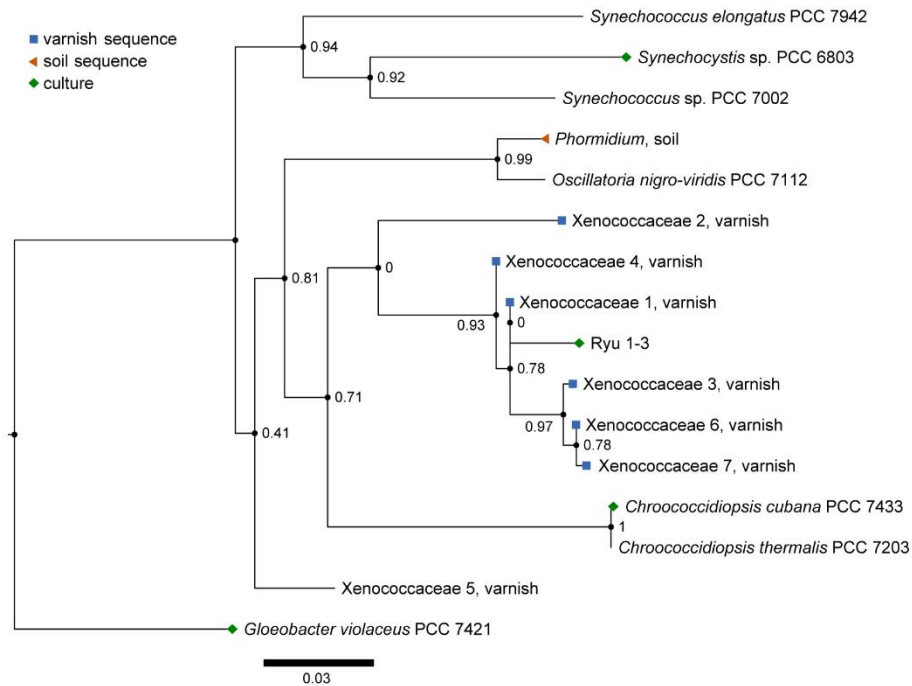 Synechococcus elongatus PCC 7942
varnish sequence
0.94
soil sequence
Synechocystis sp. PCC 6803
culture
0.92
Synechococcus sp. PCC 7002
Phormidium, soil
0.99
Oscillatoria nigro-viridis PCC 7112
Xenococcaceae 2, varnish
Xenococcaceae 4, varnish
0
0.81
Xenococcaceae 1, varnish
0.93
0
Ryu 1-3
0.78
Xenococcaceae 3, varnish
0.71
0.97
Xenococcaceae 6, varnish
0.41
0.78
Xenococcaceae 7, varnish
Chroococcidiopsis cubana PCC 7433
1
Chroococcidiopsis thermalis PCC 7203
Xenococcaceae 5, varnish
Gloeobacter violaceus PCC 7421
0.03